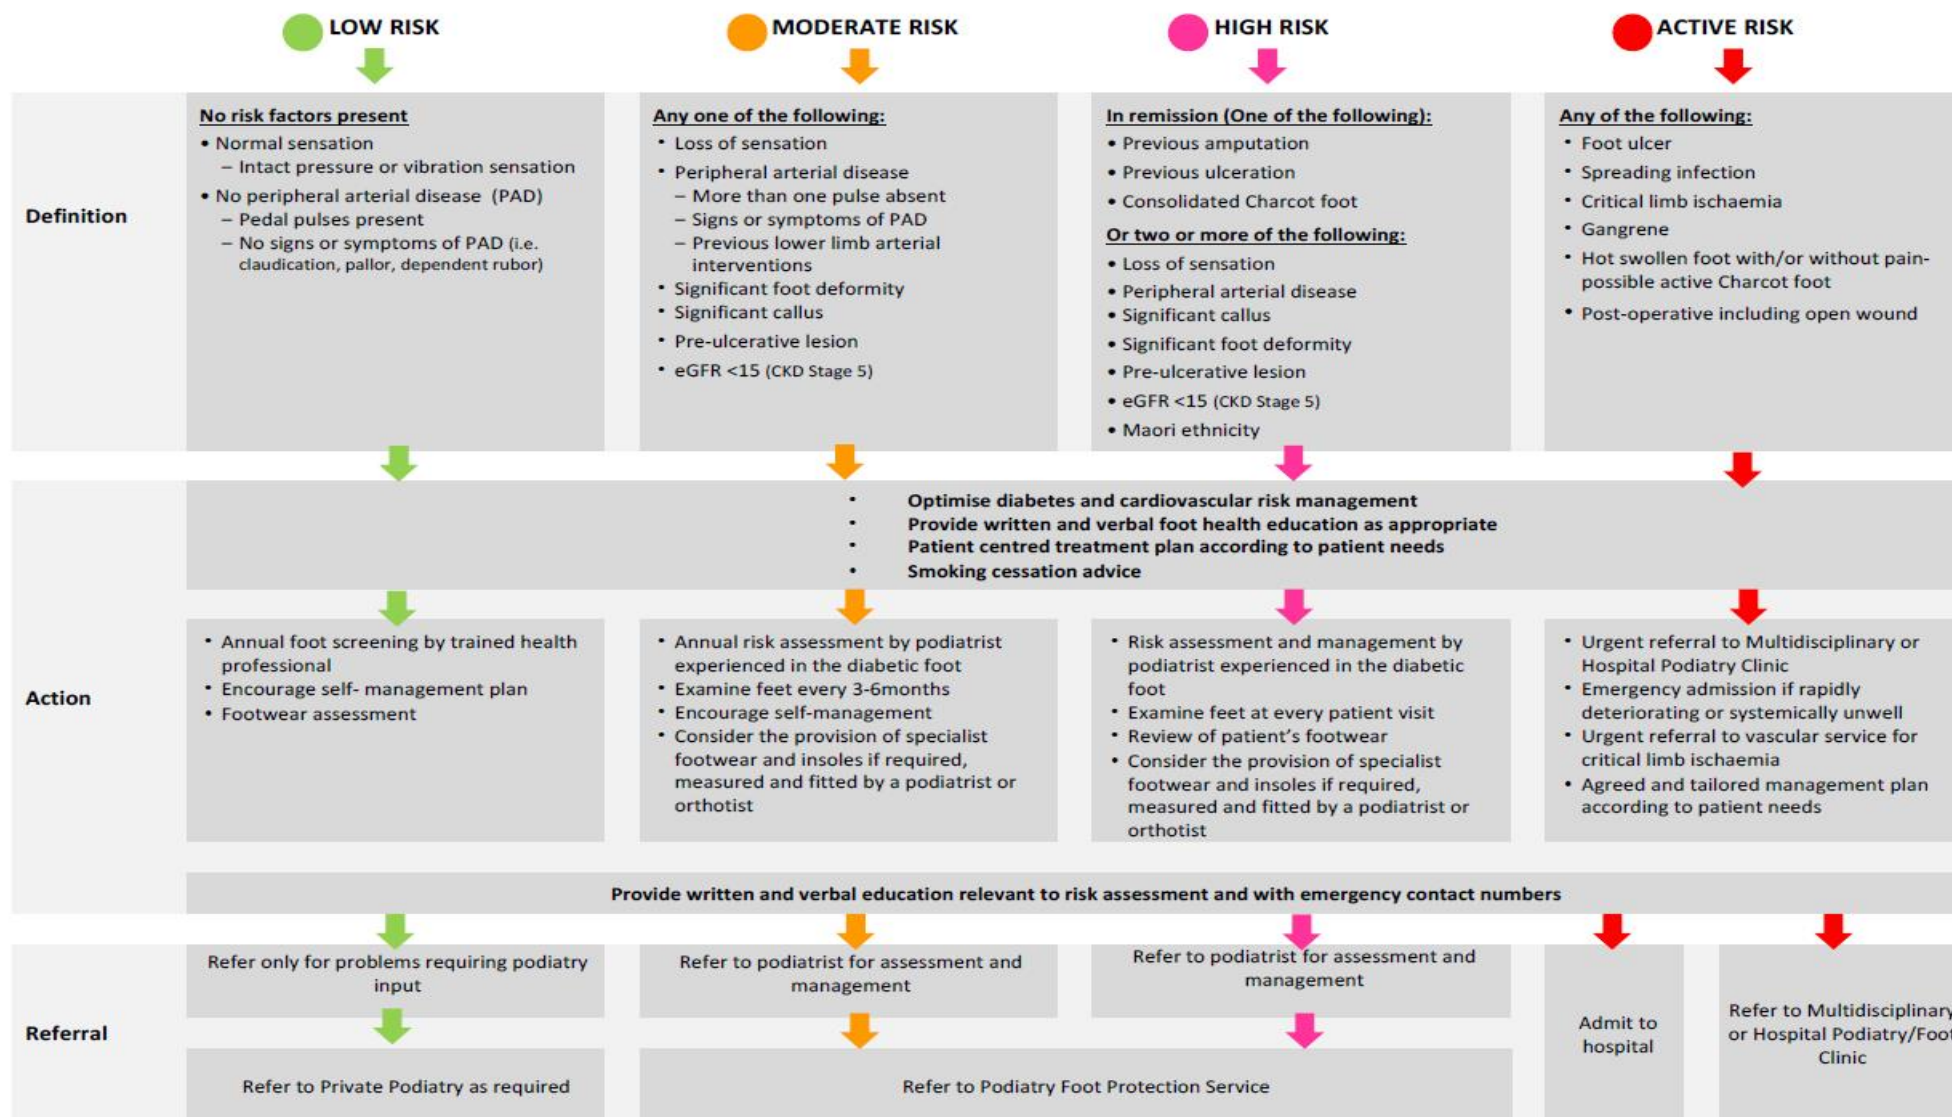 LOW RISK
MODERATE RISK
HIGH RISK
ACTIVE RISK
Definition
No risk factors present
• Normal sensation
– Intact pressure or vibration sensation
• No peripheral arterial disease (PAD)
– Pedal pulses present
– No signs or symptoms of PAD (i.e.
claudication, pallor, dependent rubor)
Any one of the following:
• Loss of sensation
• Peripheral arterial disease
– More than one pulse absent
– Signs or symptoms of PAD
– Previous lower limb arterial
interventions
• Significant foot deformity
• Significant callus
• Pre-ulcerative lesion
• eGFR <15 (CKD Stage 5)
In remission (One of the following):
• Previous amputation
• Previous ulceration
• Consolidated Charcot foot
Or two or more of the following:
• Loss of sensation
• Peripheral arterial disease
• Significant callus
• Significant foot deformity
• Pre-ulcerative lesion
• eGFR <15 (CKD Stage 5)
• Maori ethnicity
Any of the following:
• Foot ulcer
• Spreading infection
• Critical limb ischaemia
• Gangrene
• Hot swollen foot with/or without pain-
possible active Charcot foot
• Post-operative including open wound
Action
• Optimise diabetes and cardiovascular risk management
• Provide written and verbal foot health education as appropriate
• Patient centred treatment plan according to patient needs
• Smoking cessation advice
• Annual foot screening by trained health
professional
• Encourage self- management plan
• Footwear assessment
• Annual risk assessment by podiatrist
experienced in the diabetic foot
• Examine feet every 3-6months
• Encourage self-management
• Consider the provision of specialist
footwear and insoles if required,
measured and fitted by a podiatrist or
orthotist
• Risk assessment and management by
podiatrist experienced in the diabetic
foot
• Examine feet at every patient visit
• Review of patient's footwear
• Consider the provision of specialist
footwear and insoles if required,
measured and fitted by a podiatrist or
orthotist
• Urgent referral to Multidisciplinary or
Hospital Podiatry Clinic
• Emergency admission if rapidly
deteriorating or systemically unwell
• Urgent referral to vascular service for
critical limb ischaemia
• Agreed and tailored management plan
according to patient needs
Provide written and verbal education relevant to risk assessment and with emergency contact numbers
Referral
Refer only for problems requiring podiatry
input
Refer to podiatrist for assessment and
management
Refer to podiatrist for assessment and
management
Admit to
hospital
Refer to Multidisciplinary
or Hospital Podiatry/Foot
Clinic
Refer to Private Podiatry as required
Refer to Podiatry Foot Protection Service